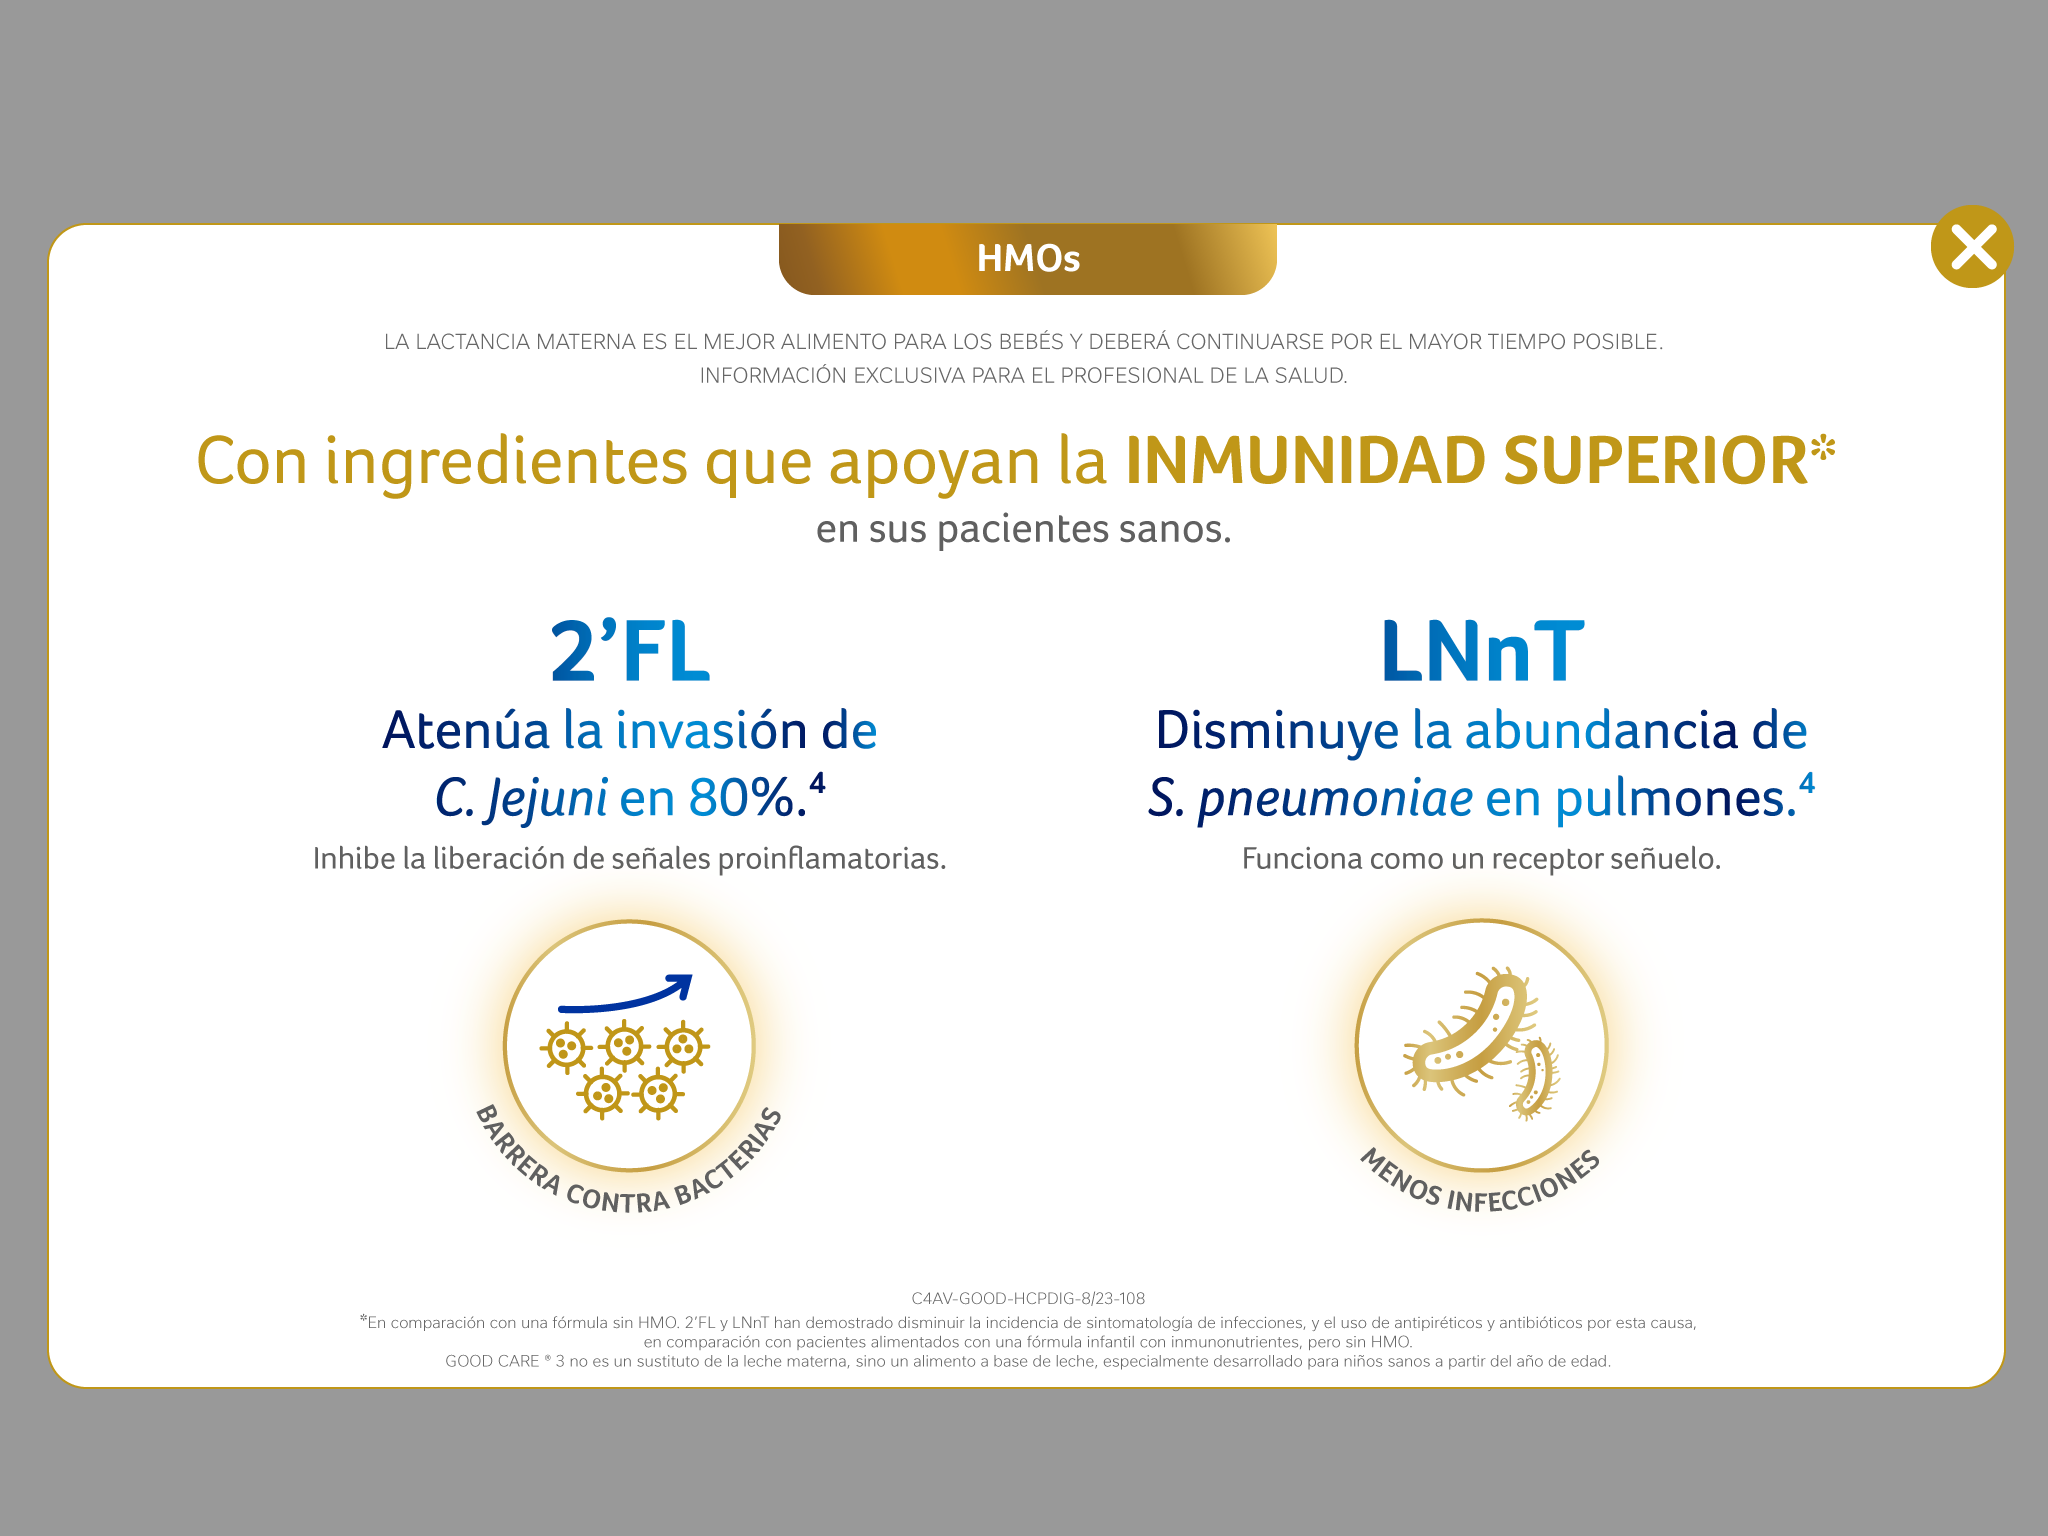 HMOs
LA LACTANCIA MATERNA ES EL MEJOR ALIMENTO PARA LOS BEBÉS Y DEBERÁ CONTINUARSE POR EL MAYOR TIEMPO POSIBLE.
INFORMACIÓN EXCLUSIVA PARA EL PROFESIONAL DE LA SALUD.
Con ingredientes que apoyan la INMUNIDAD SUPERIOR*
en sus pacientes sanos.
2’FL
Atenúa la invasión de
C. Jejuni en 80%.⁴
Inhibe la liberación de señales proinflamatorias.
BARRERA CONTRA BACTERIAS
LNnT
Disminuye la abundancia de
S. pneumoniae en pulmones.⁴
Funciona como un receptor señuelo.
MENOS INFECCIONES
C4AV-GOOD-HCPDIG-8/23-108
*En comparación con una fórmula sin HMO. 2’FL y LNnT han demostrado disminuir la incidencia de sintomatología de infecciones, y el uso de antipiréticos y antibióticos por esta causa,
en comparación con pacientes alimentados con una fórmula infantil con inmunonutrientes, pero sin HMO.
GOOD CARE ® 3 no es un sustituto de la leche materna, sino un alimento a base de leche, especialmente desarrollado para niños sanos a partir del año de edad.